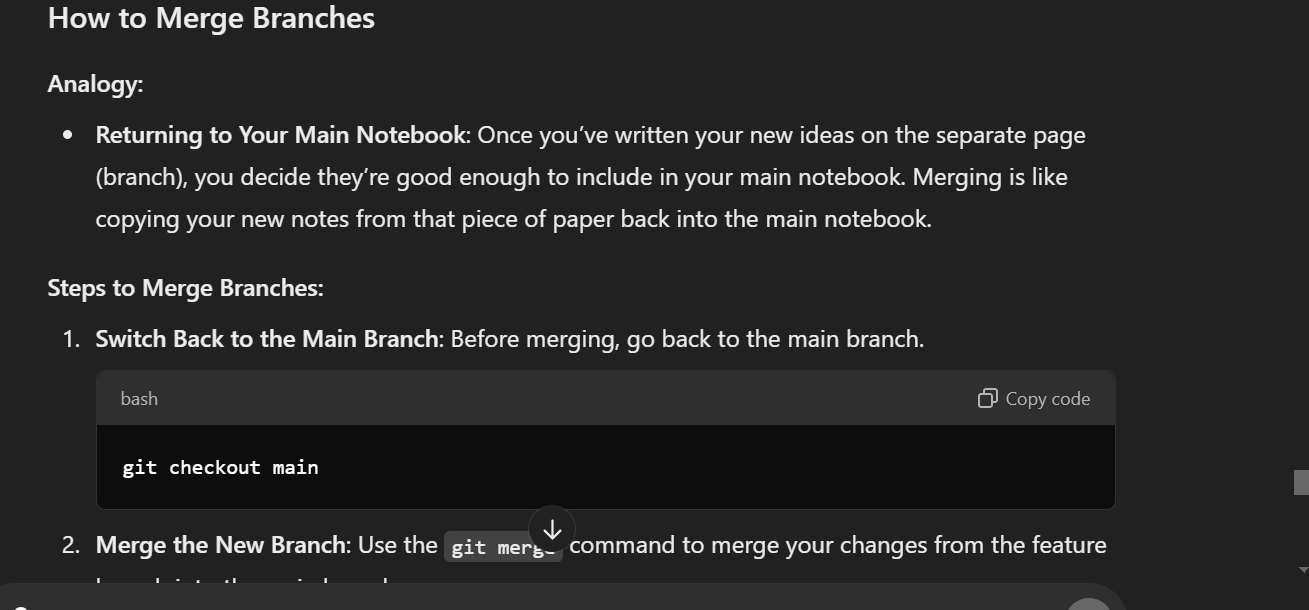 How to Merge Branches
Analogy:
• Returning to Your Main Notebook: Once you’ve written your new ideas on the separate page
(branch), you decide they’re good enough to include in your main notebook. Merging is like
copying your new notes from that piece of paper back into the main notebook.
Steps to Merge Branches:
1. Switch Back to the Main Branch: Before merging, go back to the main branch.
bash Copy code
git checkout main
2. Merge the New Branch: Use the git merge command to merge your changes from the feature